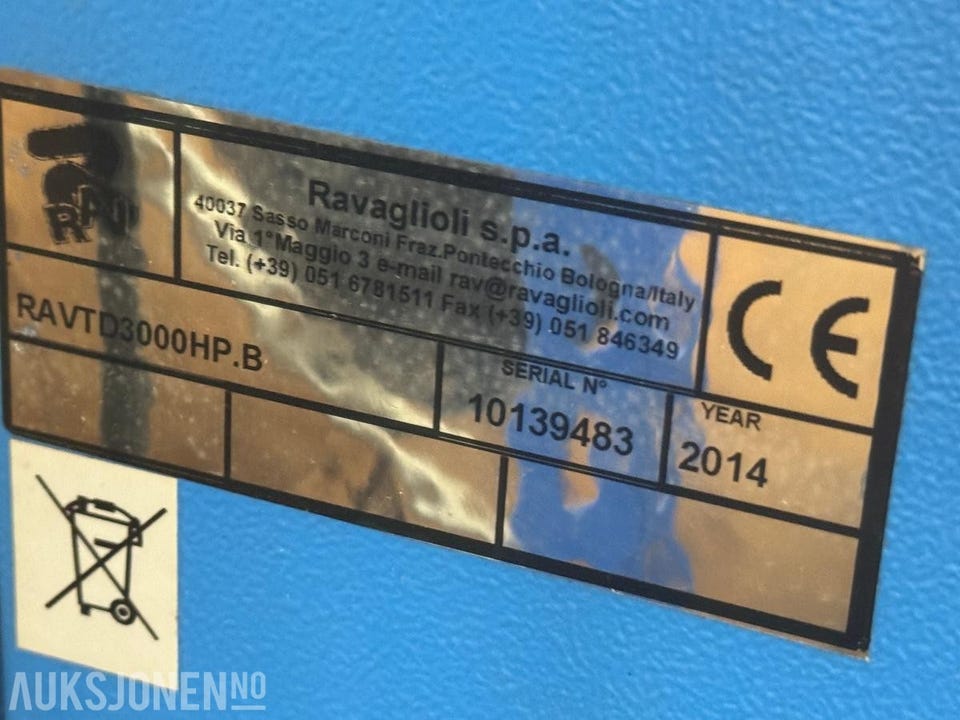 RAV
Ravaglioli s.p.a.
40037 Sasso Marconi Fraz.Pontecchio Bologna/Italy
Via 1°Maggio 3 e-mail rav@ravaglioli.com
Tel. (+39) 051 6781511 Fax (+39) 051 846349
CE
RAVTD3000HP.B
SERIAL N°
10139483
YEAR
2014
AUKSJONEN.NO